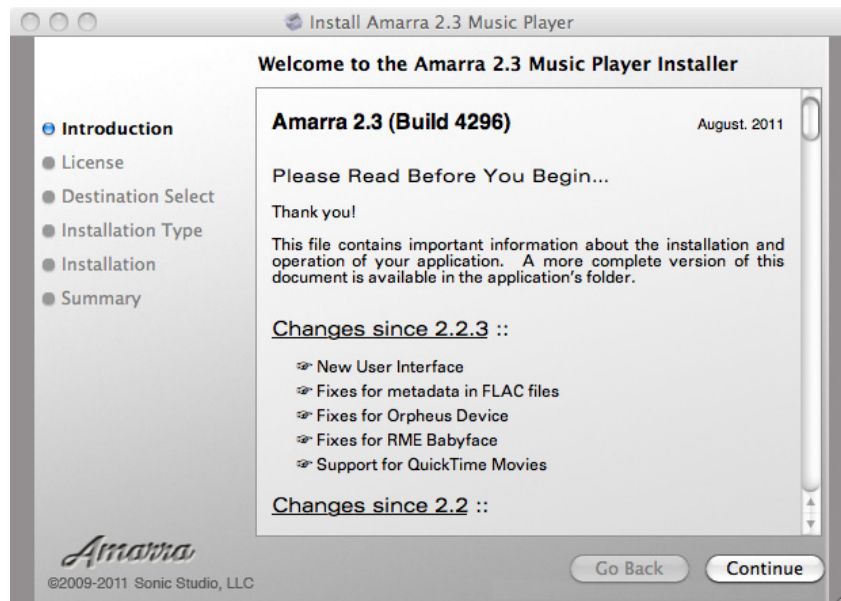 Install Amarra 2.3 Music Player
Welcome to the Amarra 2.3 Music Player Installer
Introduction
License
Destination Select
Installation Type
Installation
Summary
Amarra 2.3 (Build 4296)
August. 2011
Please Read Before You Begin...
Thank you!
This file contains important information about the installation and
operation of your application. A more complete version of this
document is available in the application's folder.
Changes since 2.2.3 ::
☞ New User Interface
☞ Fixes for metadata in FLAC files
☞ Fixes for Orpheus Device
☞ Fixes for RME Babyface
☞ Support for QuickTime Movies
Changes since 2.2 ::
Amarra
©2009-2011 Sonic Studio, LLC
Go Back
Continue